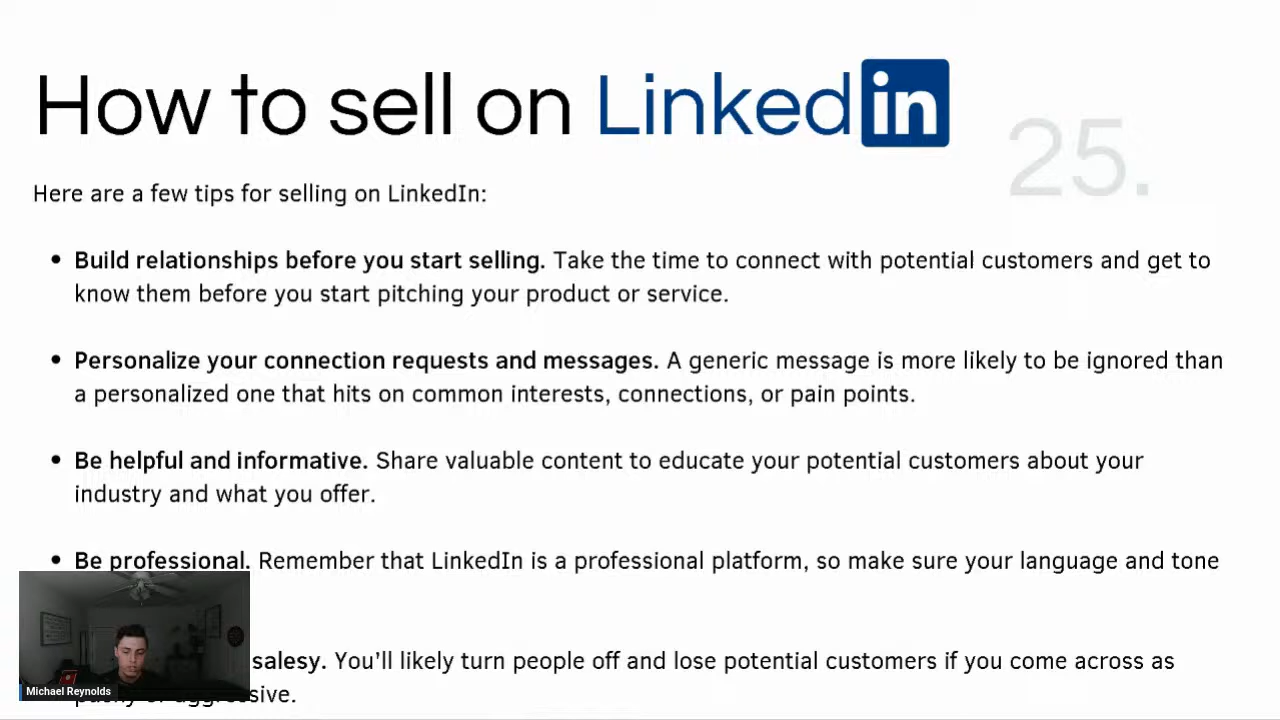 How to sell on Linkedin
25.
Here are a few tips for selling on LinkedIn:
• Build relationships before you start selling. Take the time to connect with potential customers and get to
know them before you start pitching your product or service.
• Personalize your connection requests and messages. A generic message is more likely to be ignored than
a personalized one that hits on common interests, connections, or pain points.
• Be helpful and informative. Share valuable content to educate your potential customers about your
industry and what you offer.
• Be professional. Remember that LinkedIn is a professional platform, so make sure your language and tone
salesy. You'll likely turn people off and lose potential customers if you come across as
pushy or aggressive.
Michael Reynolds